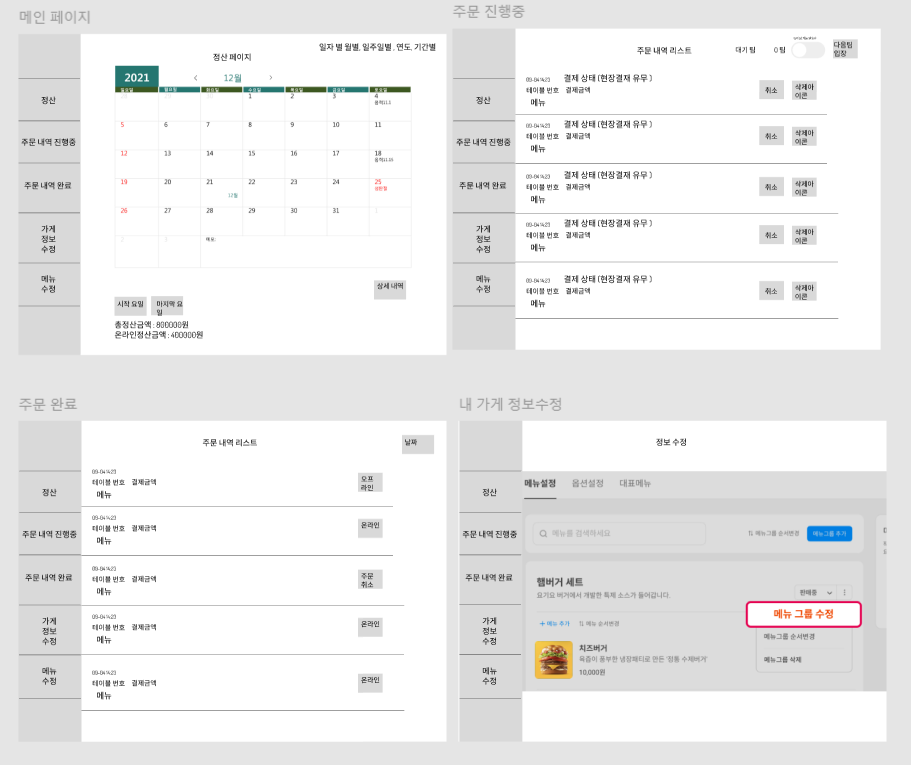 메인 페이지
일자 별 월별, 일주일별 . 연도, 기간별
정산 페이지
2021
< 12월 >
일요일 월요일 화요일 수요일 목요일 금요일 토요일
1 2 3 4
5 6 7 8 9 10 11
12 13 14 15 16 17 18
19 20 21 22 23 24 25
12월
26 27 28 29 30 31 1
2 3 메모:
정산
주문 내역 진행중
주문 내역 완료
가게
정보
수정
메뉴
수정
상세 내역
시작 요일
마지막 요
일
총정산금액 : 800000원
온라인정산금액 : 400000원
주문 진행중
주문 내역 리스트
대기 팀 0 팀
다음팀
입장
정산
주문 내역 진행중
주문 내역 완료
가게
정보
수정
메뉴
수정
결제 상태 (현장결재 유무 )
09-04 14:23
테이블 번호 결제금액
메뉴
취소
삭제아
이콘
결제 상태 (현장결재 유무 )
09-04 14:23
테이블 번호 결제금액
메뉴
취소
삭제아
이콘
결제 상태 (현장결재 유무 )
09-04 14:23
테이블 번호 결제금액
메뉴
취소
삭제아
이콘
결제 상태 (현장결재 유무 )
09-04 14:23
테이블 번호 결제금액
메뉴
취소
삭제아
이콘
결제 상태 (현장결재 유무 )
09-04 14:23
테이블 번호 결제금액
메뉴
취소
삭제아
이콘
주문 완료
주문 내역 리스트
날짜
정산
주문 내역 진행중
주문 내역 완료
가게
정보
수정
메뉴
수정
09-04 14:23
테이블 번호 결제금액
메뉴
오프
라인
09-04 14:23
테이블 번호 결제금액
메뉴
온라인
09-04 14:23
테이블 번호 결제금액
메뉴
주문
취소
09-04 14:23
테이블 번호 결제금액
메뉴
온라인
09-04 14:23
테이블 번호 결제금액
메뉴
온라인
내 가게 정보수정
정보 수정
정산
주문 내역 진행중
주문 내역 완료
가게
정보
수정
메뉴
수정
메뉴설정 옵션설정 대표메뉴
메뉴를 검색하세요
메뉴그룹 순서변경
메뉴그룹 추가
햄버거 세트
요기요 버거에서 개발한 특제 소스가 들어갑니다.
판매중
메뉴 그룹 수정
+ 메뉴 추가 메뉴 순서변경
메뉴그룹 순서변경
메뉴그룹 삭제
치즈버거
육즙이 풍부한 냉장패티로 만든 '정통 수제버거'
10,000원